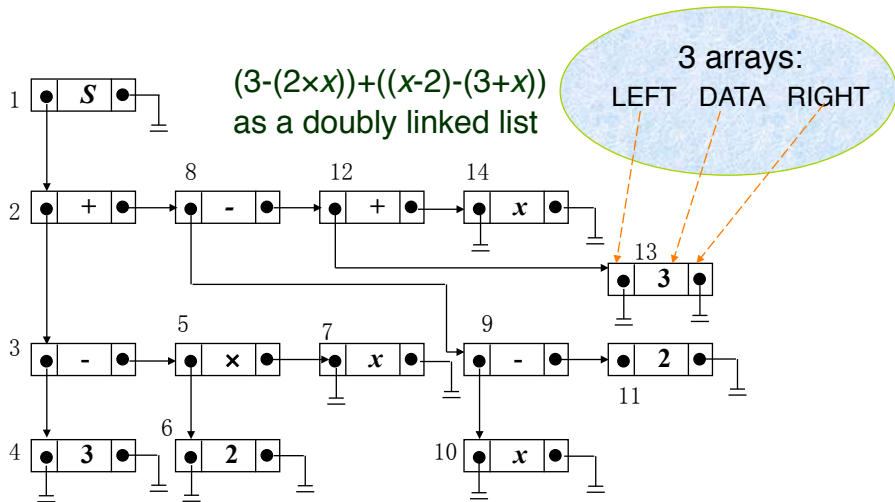 (3-(2×x))+((x-2)-(3+x))
as a doubly linked list
3 arrays:
LEFT DATA RIGHT
1 S
8 12 14
2 + - + x
13
3
5 7 9
3 - × x - 2
11
6
4 3 2 10 x